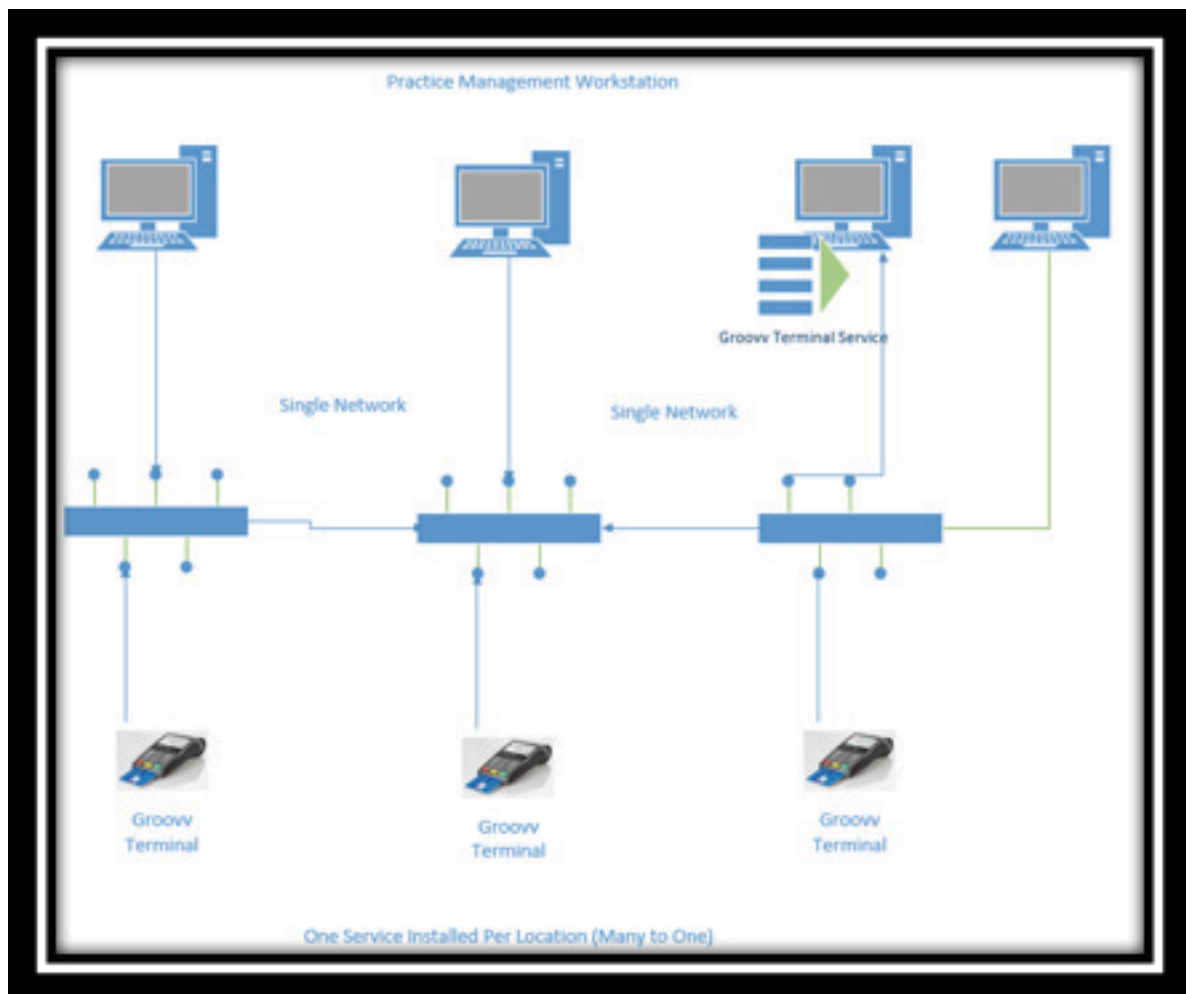 Practice Management Workstation
Groovv Terminal Service
Single Network
Single Network
Groovv
Terminal
Groovv
Terminal
Groovv
Terminal
One Service Installed Per Location (Many to One)